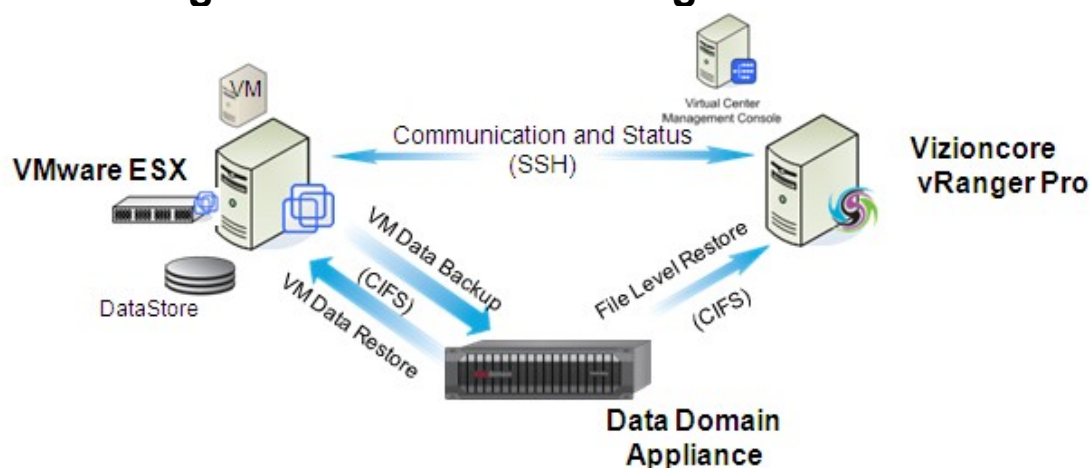 VM
Virtual Center
Management Console
Communication and Status
(SSH)
VMware ESX
Vizioncore
vRanger Pro
VM Data Backup
(CIFS)
VM Data Restore
File Level Restore
(CIFS)
DataStore
Data Domain
Appliance